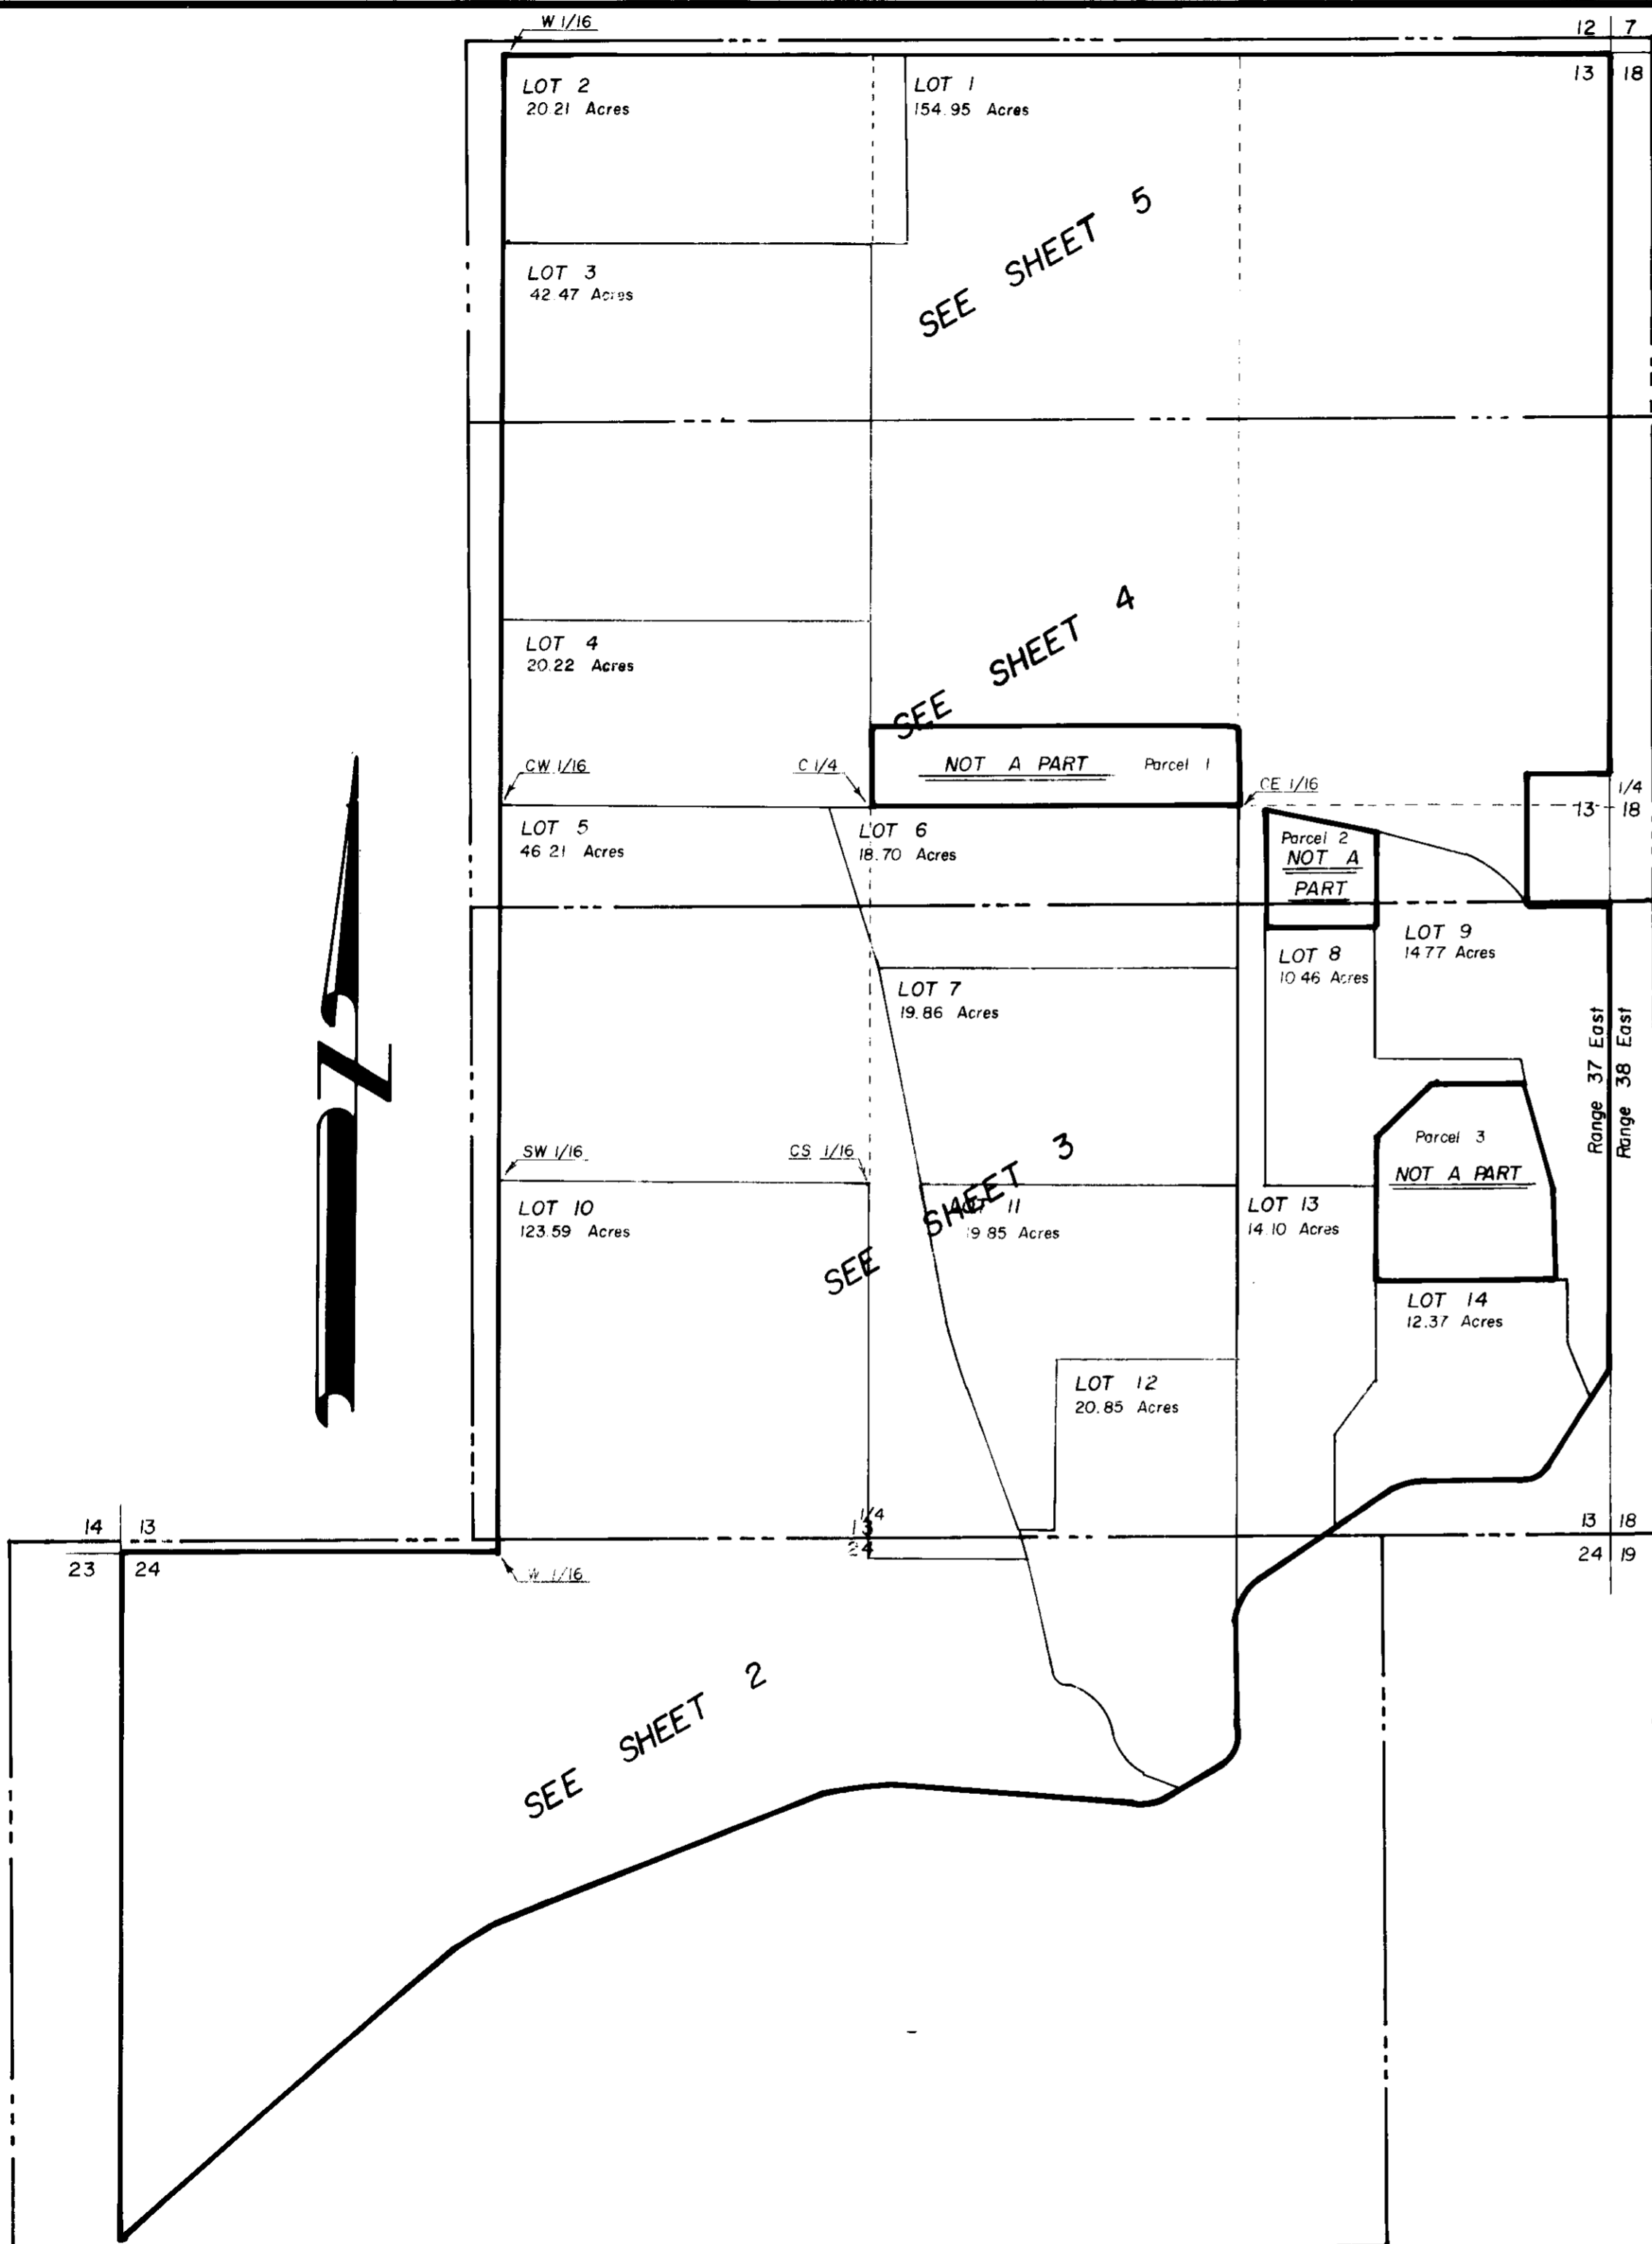 W 1/16
12 7
13 18
LOT 2
20.21 Acres
LOT 1
154.95 Acres
SEE SHEET 5
LOT 3
42.47 Acres
SEE SHEET 4
LOT 4
20.22 Acres
CW 1/16
C 1/4
NOT A PART Parcel 1
CE 1/16
1/4
13 18
LOT 5
46 21 Acres
LOT 6
18.70 Acres
Parcel 2
NOT A
PART
LOT 9
14 77 Acres
LOT 8
10 46 Acres
LOT 7
19.86 Acres
Range 37 East
Range 38 East
SW 1/16
CS 1/16
Parcel 3
NOT A PART
SEE SHEET 3
LOT 10
123.59 Acres
11
19 85 Acres
LOT 13
14.10 Acres
LOT 14
12.37 Acres
LOT 12
20.85 Acres
Z
14 13
23 24
1/4
13
24
13 18
24 19
W 1/16
SEE SHEET 2